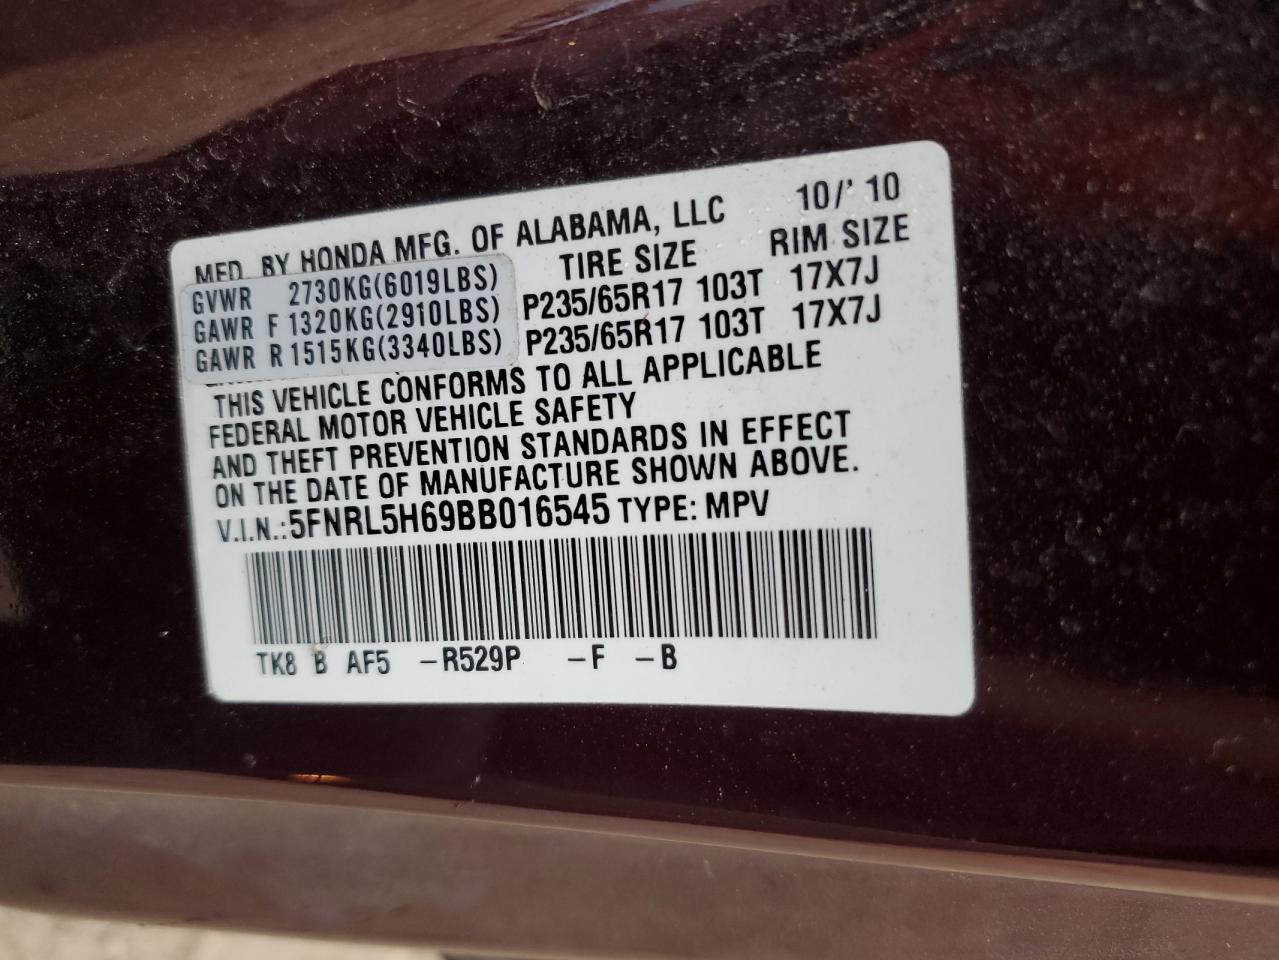 MFD. BY HONDA MFG. OF ALABAMA, LLC 10/' 10
TIRE SIZE RIM SIZE
GVWR 2730KG(6019LBS)
GAWR F 1320KG(2910LBS) P235/65R17 103T 17X7J
GAWR R 1515KG(3340LBS) P235/65R17 103T 17X7J
THIS VEHICLE CONFORMS TO ALL APPLICABLE
FEDERAL MOTOR VEHICLE SAFETY
AND THEFT PREVENTION STANDARDS IN EFFECT
ON THE DATE OF MANUFACTURE SHOWN ABOVE.
V.I.N.:5FNRL5H69BB016545 TYPE: MPV
TK8 B AF5 –R529P –F –B